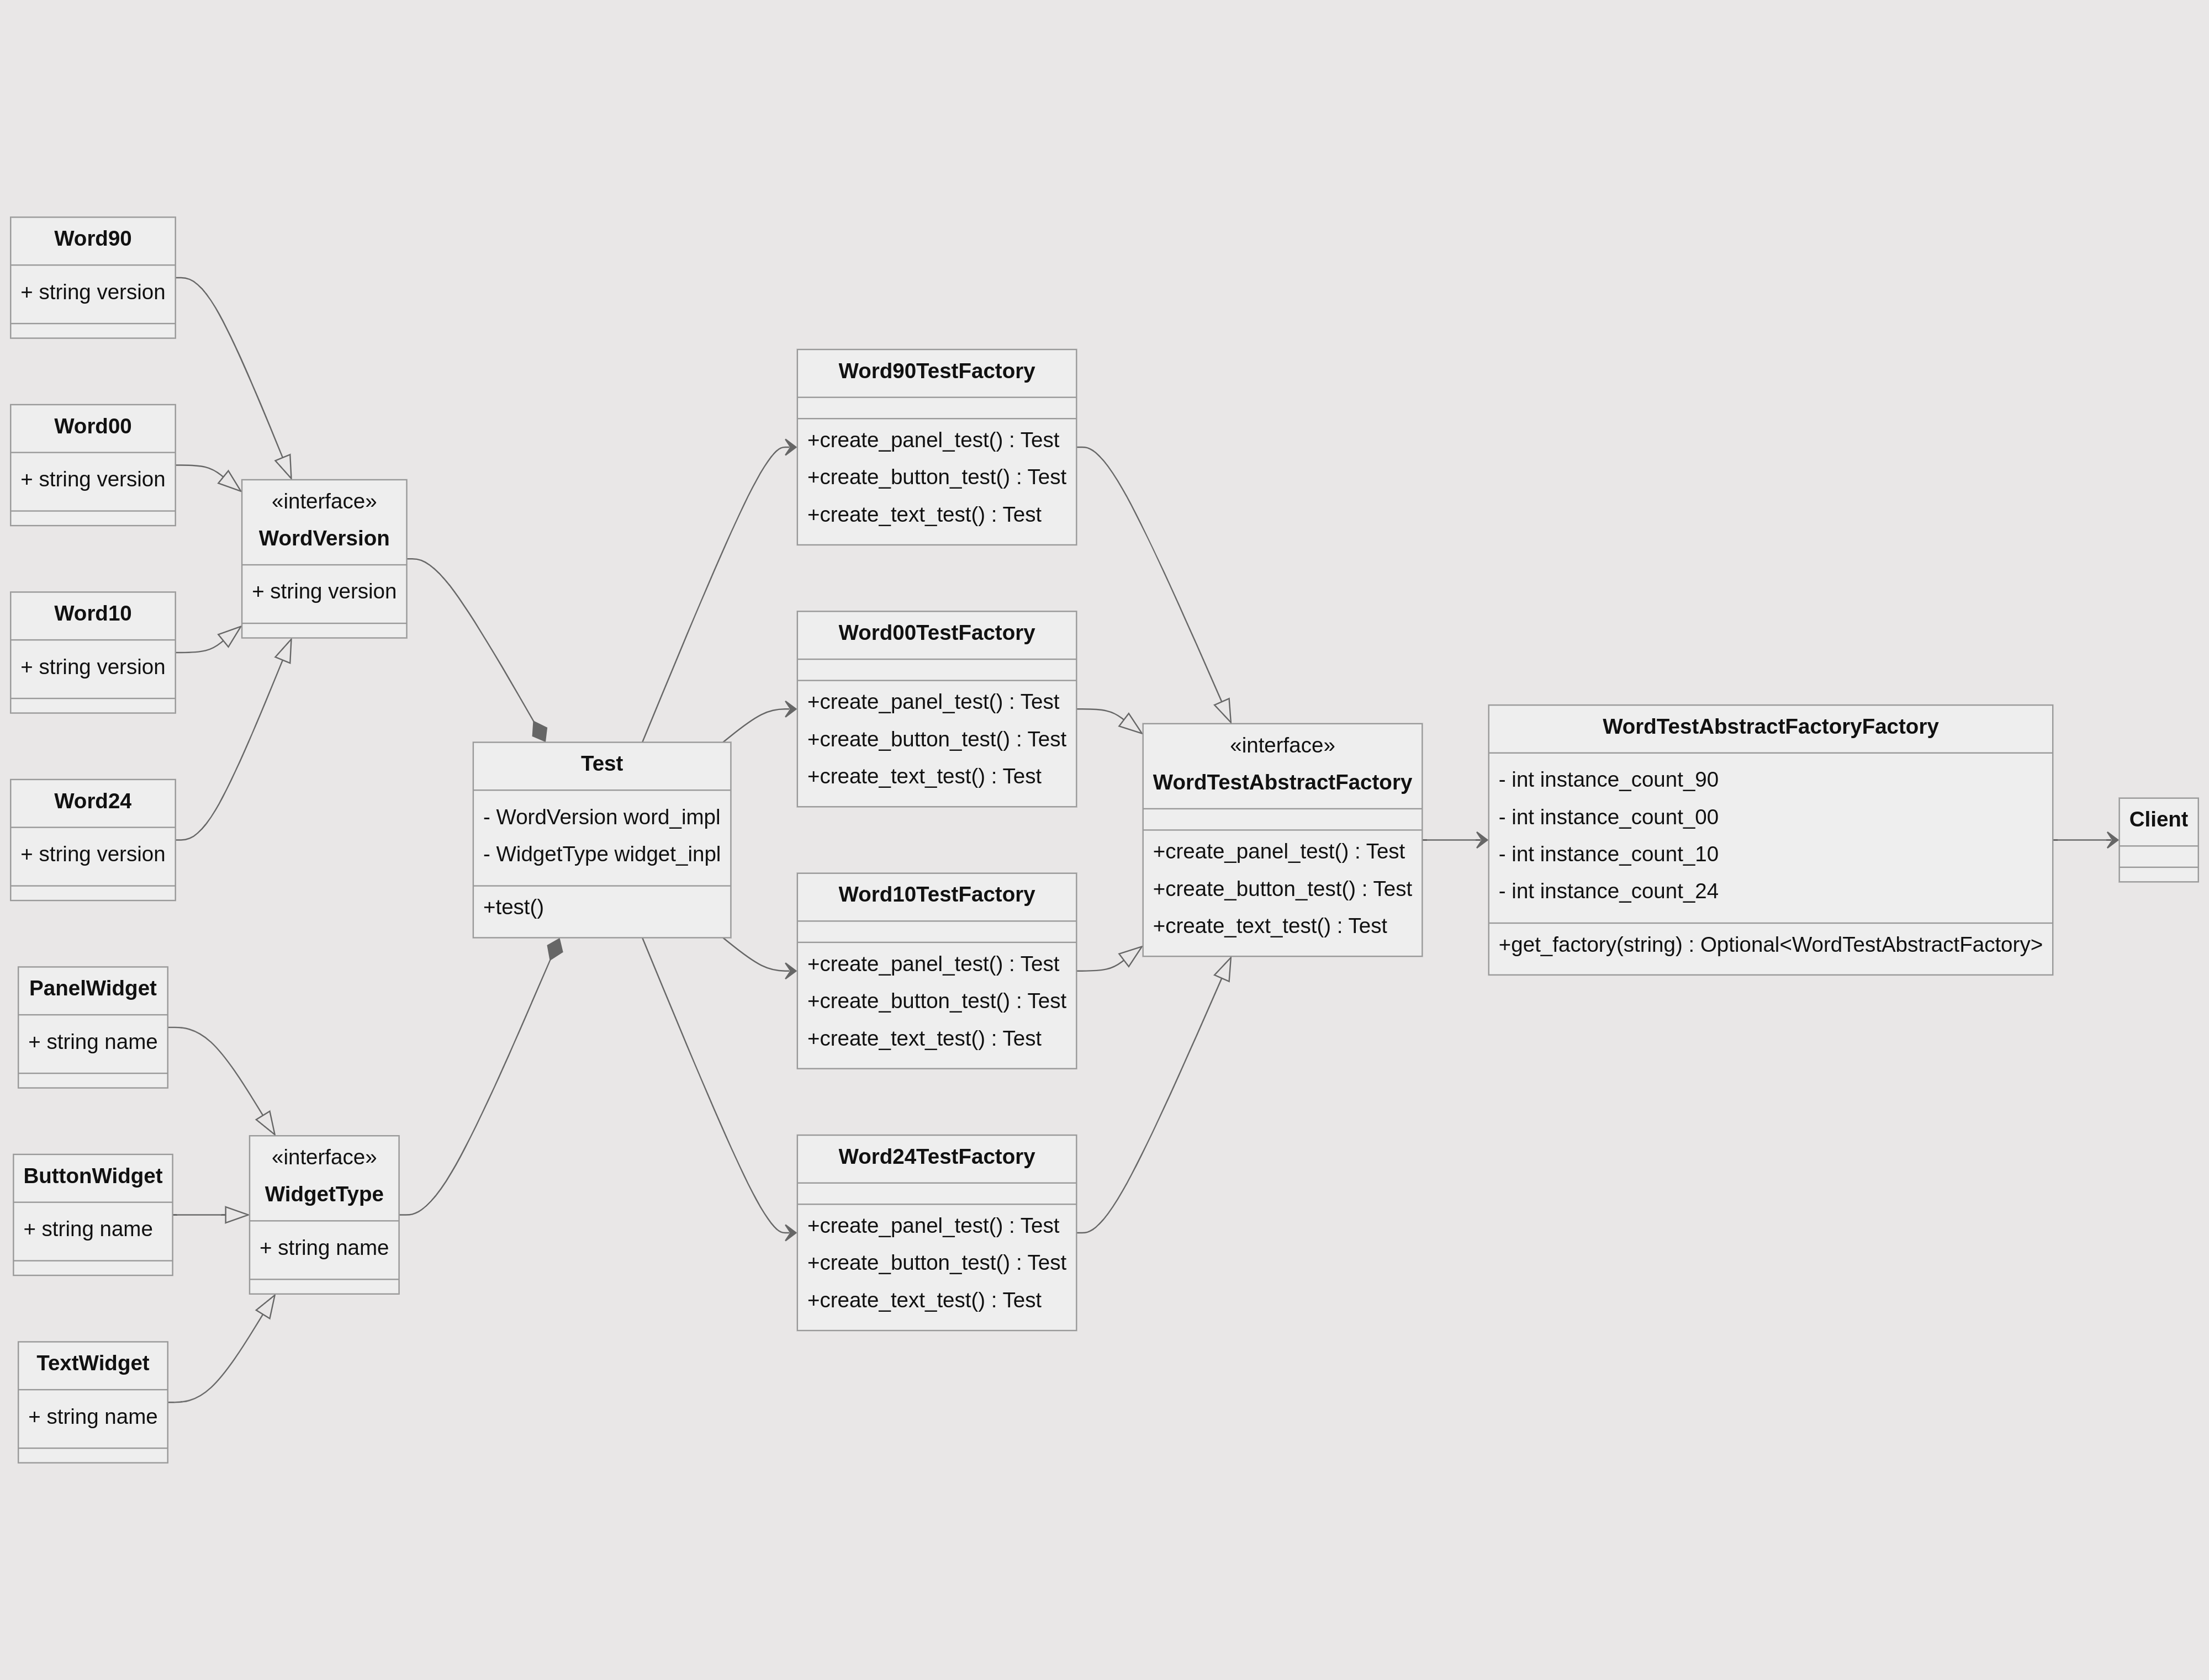 Word90
+ string version
Word00
+ string version
Word10
+ string version
Word24
+ string version
PanelWidget
+ string name
ButtonWidget
+ string name
TextWidget
+ string name
«interface»
WordVersion
+ string version
«interface»
WidgetType
+ string name
Test
- WordVersion word_impl
- WidgetType widget_inpl
+test()
Word90TestFactory
+create_panel_test() : Test
+create_button_test() : Test
+create_text_test() : Test
Word00TestFactory
+create_panel_test() : Test
+create_button_test() : Test
+create_text_test() : Test
Word10TestFactory
+create_panel_test() : Test
+create_button_test() : Test
+create_text_test() : Test
Word24TestFactory
+create_panel_test() : Test
+create_button_test() : Test
+create_text_test() : Test
«interface»
WordTestAbstractFactory
+create_panel_test() : Test
+create_button_test() : Test
+create_text_test() : Test
WordTestAbstractFactoryFactory
- int instance_count_90
- int instance_count_00
- int instance_count_10
- int instance_count_24
+get_factory(string) : Optional<WordTestAbstractFactory>
Client